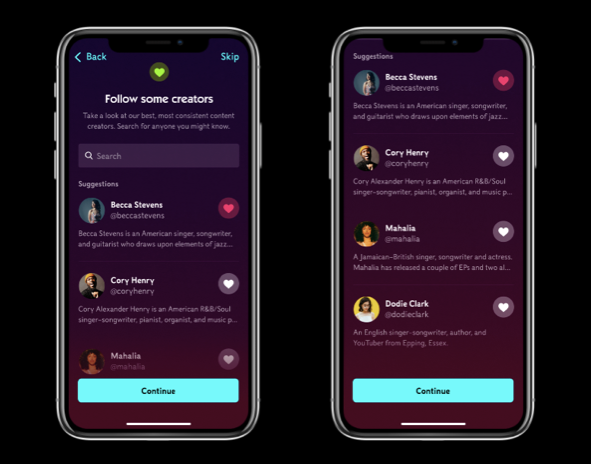 Back
Skip
Follow some creators
Take a look at our best, most consistent content
creators. Search for anyone you might know.
Search
Suggestions
Becca Stevens
@beccastevens
Becca Stevens is an American singer, songwriter,
and guitarist who draws upon elements of jazz...
Cory Henry
@coryhenry
Cory Alexander Henry is an American R&B/Soul
singer-songwriter, pianist, organist, and music p...
Mahalia
@mahalia
Continue
Suggestions
Becca Stevens
@beccastevens
Becca Stevens is an American singer, songwriter,
and guitarist who draws upon elements of jazz...
Cory Henry
@coryhenry
Cory Alexander Henry is an American R&B/Soul
singer-songwriter, pianist, organist, and music p...
Mahalia
@mahalia
A Jamaican-British singer, songwriter and actress.
Mahalia has released a couple of EPs and two al...
Dodie Clark
@dodieclark
An English singer-songwriter, author, and
YouTuber from Epping, Essex.
Continue